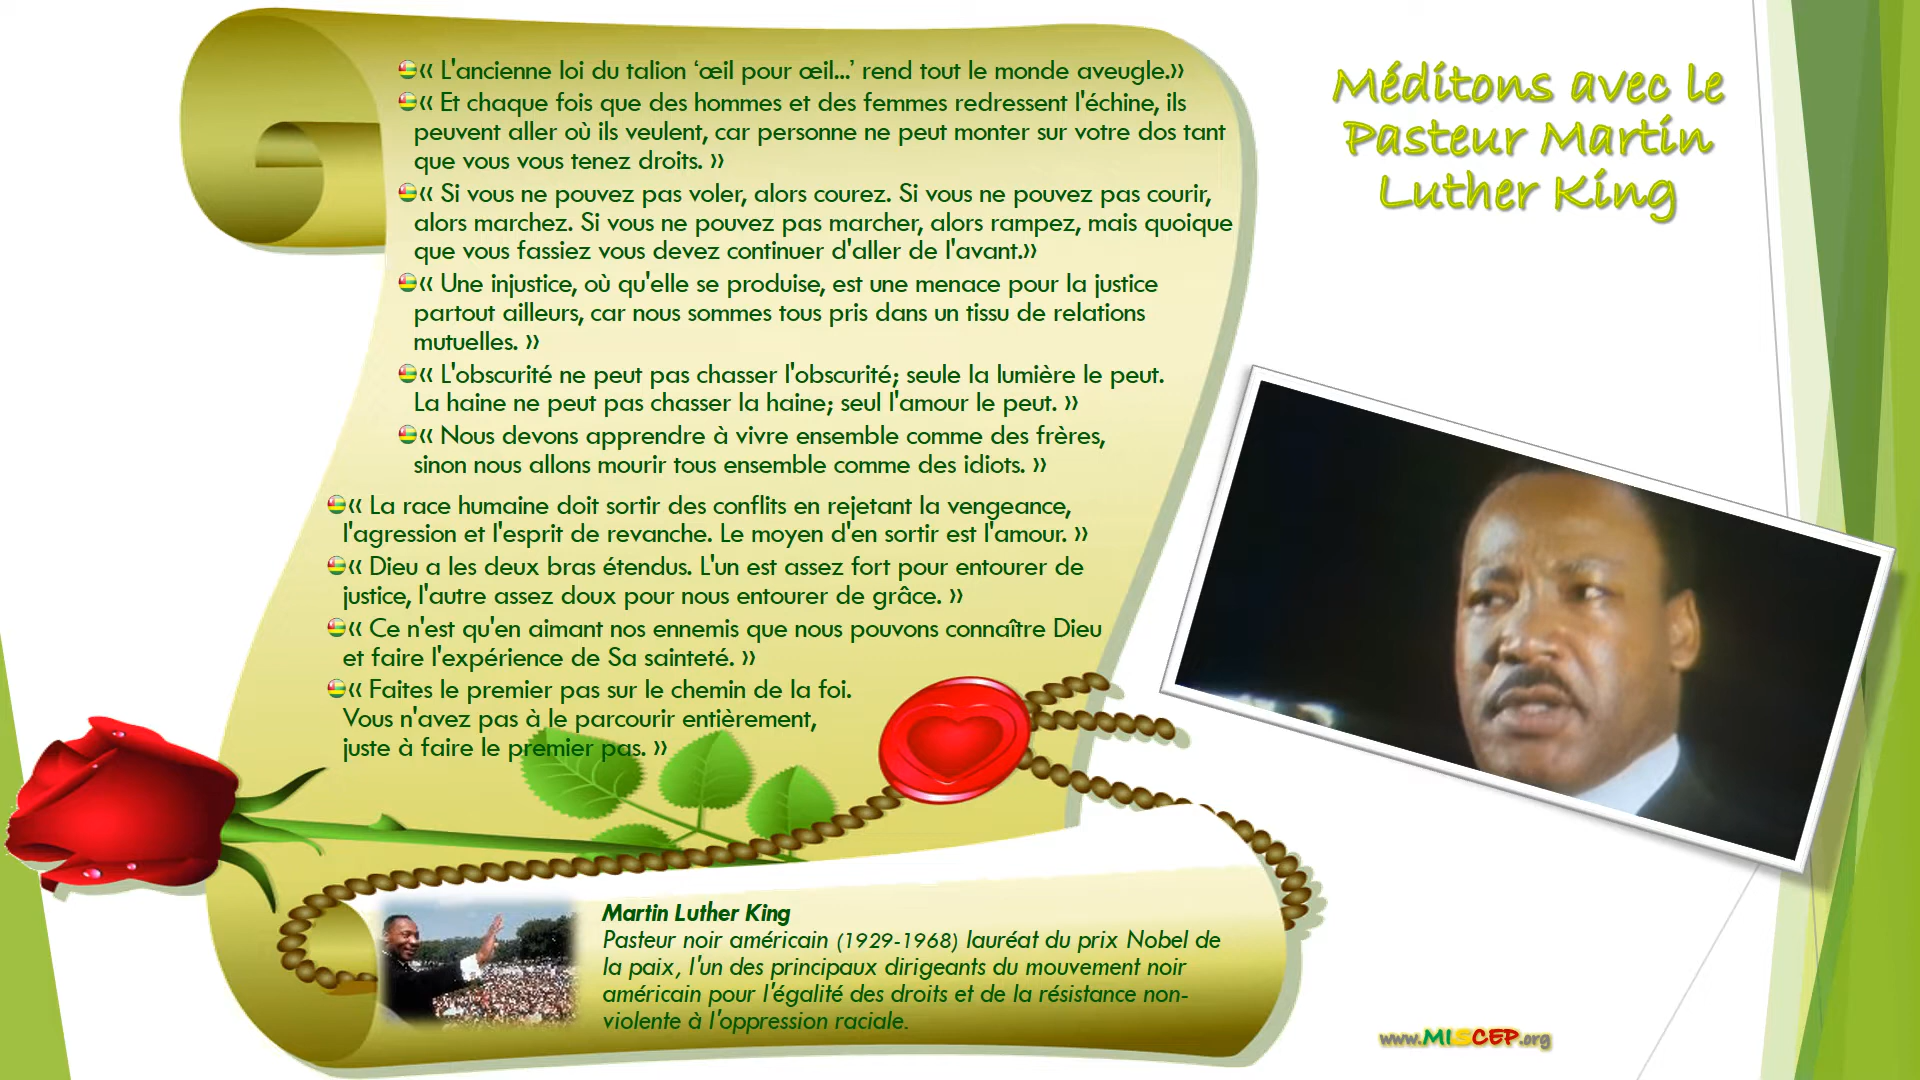 Méditons avec le
Pasteur Martin
Luther King
« L'ancienne loi du talion ‘œil pour œil...’ rend tout le monde aveugle.»
« Et chaque fois que des hommes et des femmes redressent l'échine, ils
peuvent aller où ils veulent, car personne ne peut monter sur votre dos tant
que vous vous tenez droits. »
« Si vous ne pouvez pas voler, alors courez. Si vous ne pouvez pas courir,
alors marchez. Si vous ne pouvez pas marcher, alors rampez, mais quoique
que vous fassiez vous devez continuer d'aller de l'avant.»
« Une injustice, où qu'elle se produise, est une menace pour la justice
partout ailleurs, car nous sommes tous pris dans un tissu de relations
mutuelles. »
« L'obscurité ne peut pas chasser l'obscurité; seule la lumière le peut.
La haine ne peut pas chasser la haine; seul l'amour le peut. »
« Nous devons apprendre à vivre ensemble comme des frères,
sinon nous allons mourir tous ensemble comme des idiots. »
« La race humaine doit sortir des conflits en rejetant la vengeance,
l'agression et l'esprit de revanche. Le moyen d'en sortir est l'amour. »
« Dieu a les deux bras étendus. L'un est assez fort pour entourer de
justice, l'autre assez doux pour nous entourer de grâce. »
« Ce n'est qu'en aimant nos ennemis que nous pouvons connaître Dieu
et faire l'expérience de Sa sainteté. »
« Faites le premier pas sur le chemin de la foi.
Vous n'avez pas à le parcourir entièrement,
juste à faire le premier pas. »
Martin Luther King
Pasteur noir américain (1929-1968) lauréat du prix Nobel de
la paix, l'un des principaux dirigeants du mouvement noir
américain pour l'égalité des droits et de la résistance non-
violente à l'oppression raciale.
www.MISCEP.org